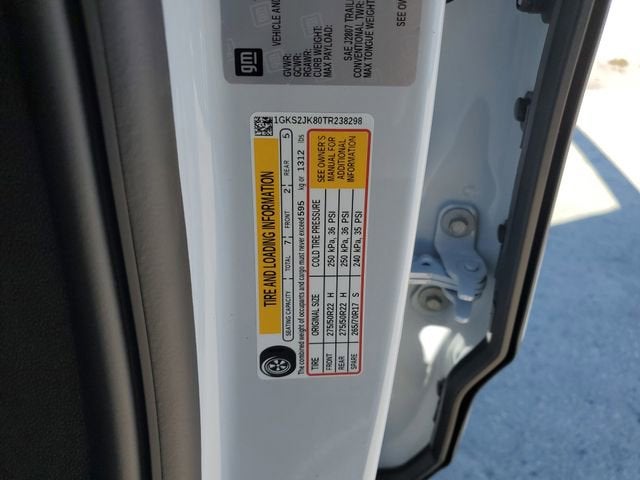 gm
VEHICLE AND
GVWR:
GCWR:
RGAWR:
CURB WEIGHT:
MAX PAYLOAD:
SAE J2807 TRAIL
CONVENTIONAL TWR:
MAX TONGUE WEIGHT
SEE OW
1GKS2JK80TR238298
TIRE AND LOADING INFORMATION
SEATING CAPACITY TOTAL 7 FRONT 2 REAR 5
The combined weight of occupants and cargo must never exceed 595 kg or 1312 lbs
TIRE ORIGINAL SIZE COLD TIRE PRESSURE
FRONT 275/50R22 H 250 kPa, 36 PSI
REAR 275/50R22 H 250 kPa, 36 PSI
SPARE 265/70R17 S 240 kPa, 35 PSI
SEE OWNER'S
MANUAL FOR
ADDITIONAL
INFORMATION